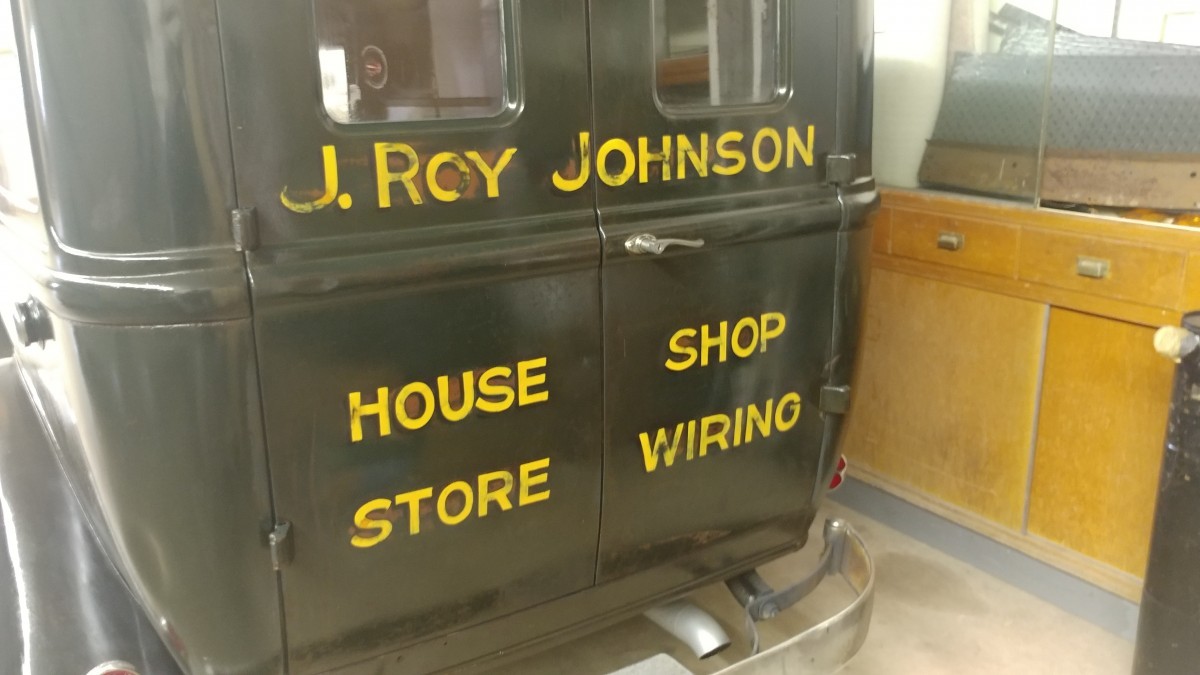 J. ROY JOHNSON
HOUSE SHOP
STORE WIRING